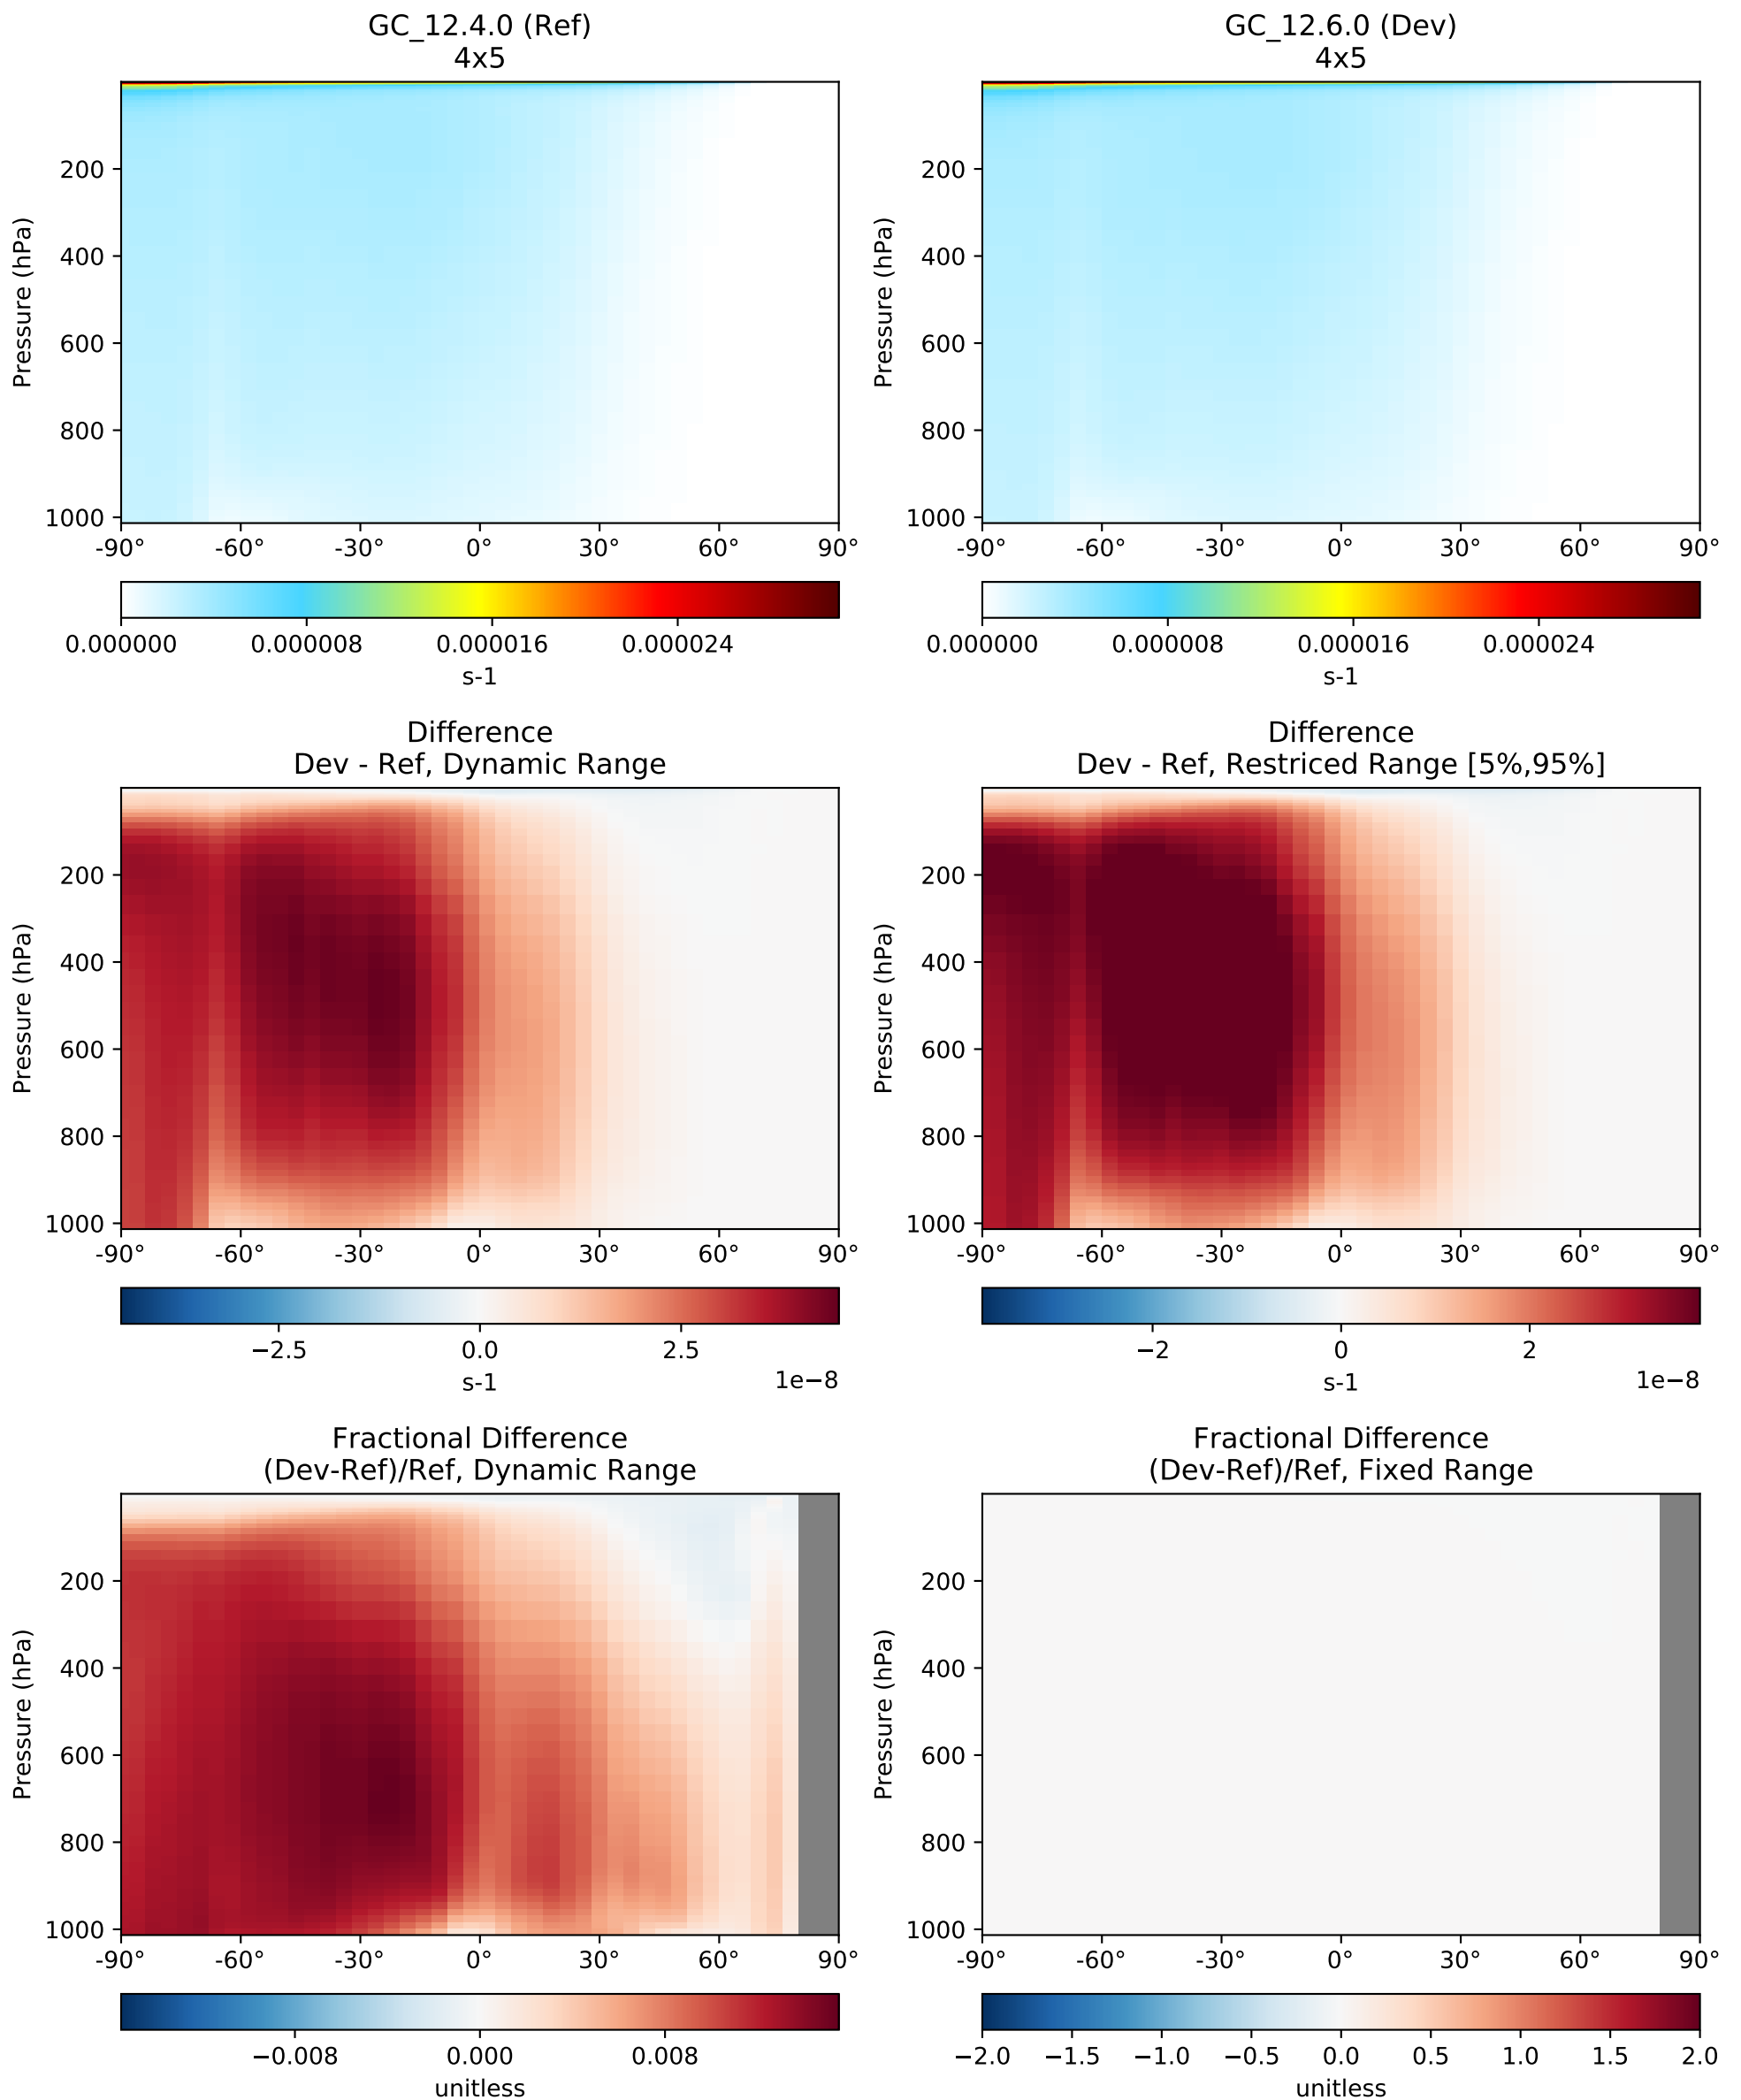 GC_12.4.0 (Ref)
4x5
GC_12.6.0 (Dev)
4x5
Pressure (hPa)
200
400
600
800
1000
-90° -60° -30° 0° 30° 60° 90°
0.000000 0.000008 0.000016 0.000024
s-1
Pressure (hPa)
200
400
600
800
1000
-90° -60° -30° 0° 30° 60° 90°
0.000000 0.000008 0.000016 0.000024
s-1
Difference
Dev - Ref, Dynamic Range
Difference
Dev - Ref, Restriced Range [5%,95%]
Pressure (hPa)
200
400
600
800
1000
-90° -60° -30° 0° 30° 60° 90°
−2.5 0.0 2.5
s-1 1e−8
Pressure (hPa)
200
400
600
800
1000
-90° -60° -30° 0° 30° 60° 90°
−2 0 2
s-1 1e−8
Fractional Difference
(Dev-Ref)/Ref, Dynamic Range
Fractional Difference
(Dev-Ref)/Ref, Fixed Range
Pressure (hPa)
200
400
600
800
1000
-90° -60° -30° 0° 30° 60° 90°
−0.008 0.000 0.008
unitless
Pressure (hPa)
200
400
600
800
1000
-90° -60° -30° 0° 30° 60° 90°
−2.0 −1.5 −1.0 −0.5 0.0 0.5 1.0 1.5 2.0
unitless